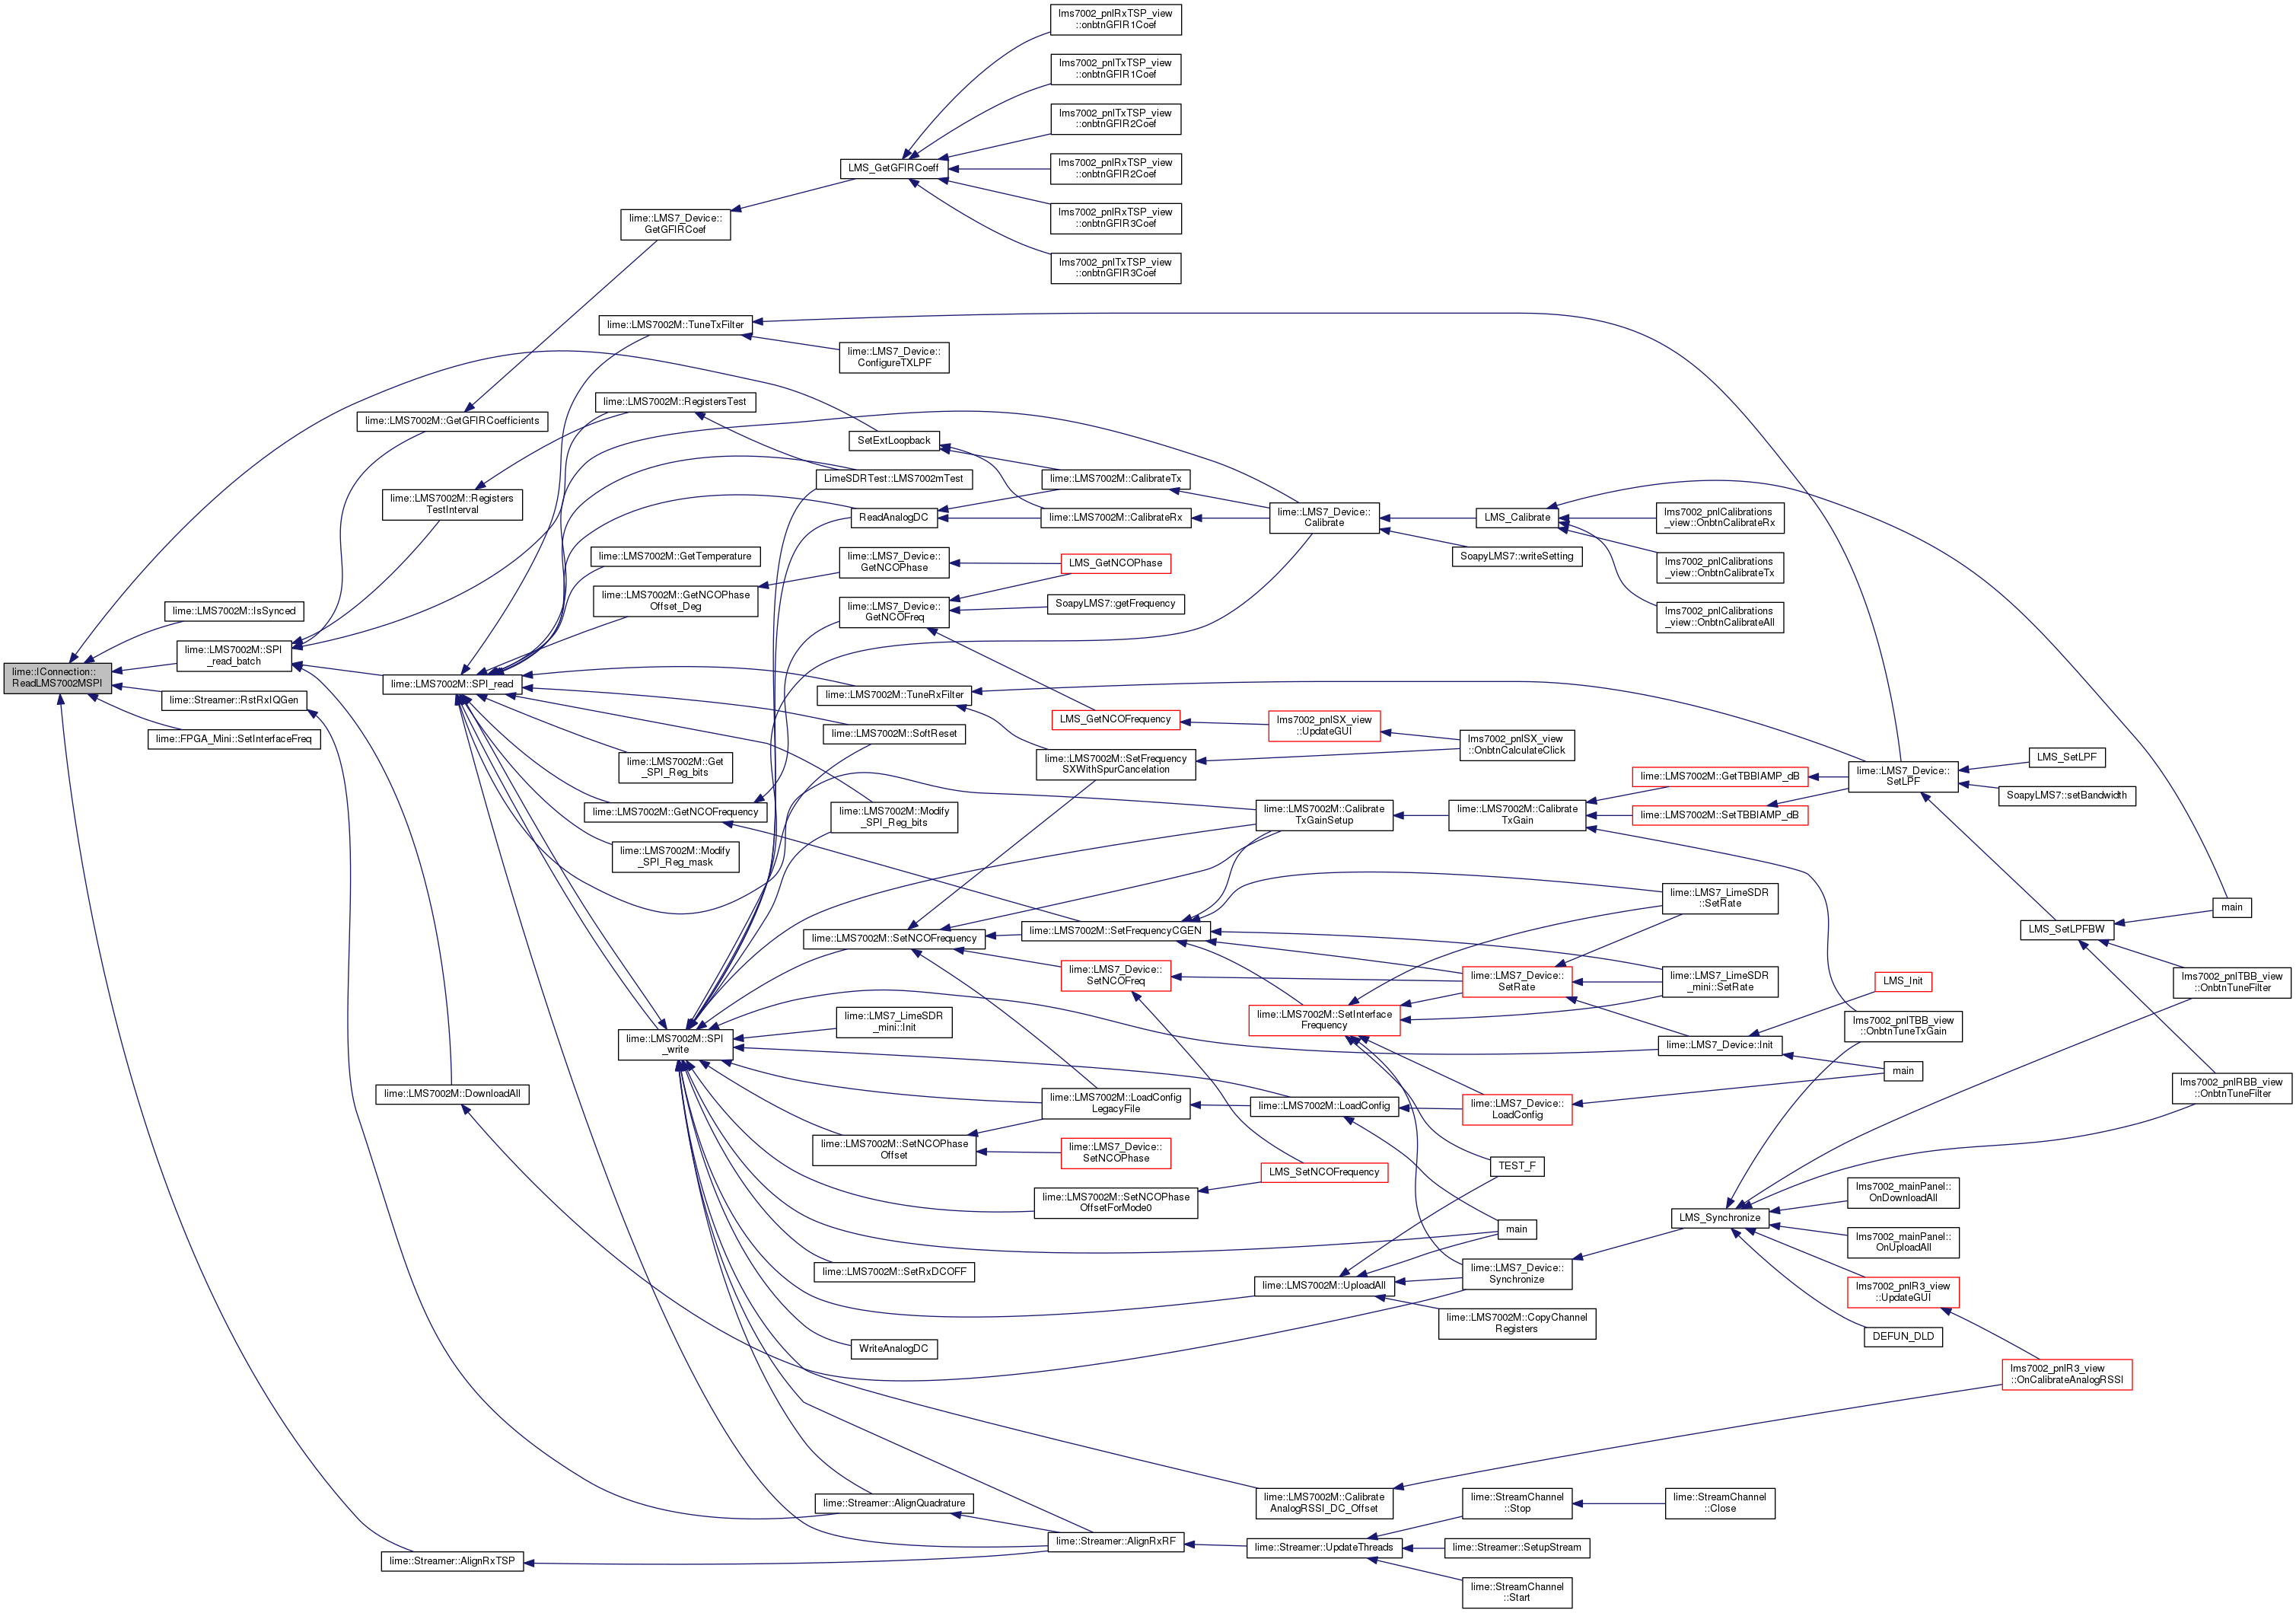 lime::IConnection::
ReadLMS7002MSPI
lime::LMS7002M::IsSynced
lime::LMS7002M::SPI
_read_batch
lime::Streamer::RstRxIQGen
lime::FPGA_Mini::SetInterfaceFreq
lime::LMS7002M::GetGFIRCoefficients
lime::LMS7002M::Registers
TestInterval
lime::LMS7002M::SPI_read
lime::LMS7002M::DownloadAll
lime::Streamer::AlignRxTSP
lime::LMS7_Device::
GetGFIRCoef
lime::LMS7002M::TuneTxFilter
lime::LMS7002M::RegistersTest
lime::LMS7002M::GetTemperature
lime::LMS7002M::GetNCOPhase
Offset_Deg
lime::LMS7002M::Get
_SPI_Reg_bits
lime::LMS7002M::GetNCOFrequency
lime::LMS7002M::Modify
_SPI_Reg_mask
lime::LMS7002M::SPI
_write
LMS_GetGFIRCoeff
lime::LMS7_Device::
ConfigureTXLPF
SetExtLoopback
LimeSDRTest::LMS7002mTest
ReadAnalogDC
lime::LMS7_Device::
GetNCOPhase
lime::LMS7_Device::
GetNCOFreq
lime::LMS7002M::TuneRxFilter
lime::LMS7002M::SoftReset
lime::LMS7002M::Modify
_SPI_Reg_bits
lime::LMS7002M::SetNCOFrequency
lime::LMS7_LimeSDR
_mini::Init
lime::LMS7002M::SetNCOPhase
Offset
lime::LMS7002M::SetRxDCOFF
WriteAnalogDC
lime::Streamer::AlignQuadrature
lms7002_pnlRxTSP_view
::onbtnGFIR1Coef
lms7002_pnlTxTSP_view
::onbtnGFIR1Coef
lms7002_pnlTxTSP_view
::onbtnGFIR2Coef
lms7002_pnlRxTSP_view
::onbtnGFIR2Coef
lms7002_pnlRxTSP_view
::onbtnGFIR3Coef
lms7002_pnlTxTSP_view
::onbtnGFIR3Coef
lime::LMS7002M::CalibrateTx
lime::LMS7002M::CalibrateRx
LMS_GetNCOPhase
SoapyLMS7::getFrequency
LMS_GetNCOFrequency
lime::LMS7002M::SetFrequency
SXWithSpurCancelation
lime::LMS7002M::SetFrequencyCGEN
lime::LMS7_Device::
SetNCOFreq
lime::LMS7002M::LoadConfig
LegacyFile
lime::LMS7_Device::
SetNCOPhase
lime::LMS7002M::SetNCOPhase
OffsetForMode0
lime::Streamer::AlignRxRF
lime::LMS7_Device::
Calibrate
lms7002_pnlSX_view
::UpdateGUI
lime::LMS7002M::Calibrate
TxGainSetup
lime::LMS7002M::SetInterface
Frequency
lime::LMS7002M::LoadConfig
LMS_SetNCOFrequency
lime::LMS7002M::UploadAll
lime::LMS7002M::Calibrate
AnalogRSSI_DC_Offset
lime::Streamer::UpdateThreads
LMS_Calibrate
SoapyLMS7::writeSetting
lms7002_pnlSX_view
::OnbtnCalculateClick
lime::LMS7002M::Calibrate
TxGain
lime::LMS7_Device::
SetRate
lime::LMS7_Device::
LoadConfig
TEST_F
main
lime::LMS7_Device::
Synchronize
lime::LMS7002M::CopyChannel
Registers
lime::StreamChannel
::Stop
lime::Streamer::SetupStream
lime::StreamChannel
::Start
lms7002_pnlCalibrations
_view::OnbtnCalibrateRx
lms7002_pnlCalibrations
_view::OnbtnCalibrateTx
lms7002_pnlCalibrations
_view::OnbtnCalibrateAll
lime::LMS7002M::GetTBBIAMP_dB
lime::LMS7002M::SetTBBIAMP_dB
lime::LMS7_LimeSDR
::SetRate
lime::LMS7_LimeSDR
_mini::SetRate
lime::LMS7_Device::Init
LMS_Synchronize
lime::StreamChannel
::Close
lime::LMS7_Device::
SetLPF
LMS_Init
lms7002_pnlTBB_view
::OnbtnTuneTxGain
main
lms7002_mainPanel::
OnDownloadAll
lms7002_mainPanel::
OnUploadAll
lms7002_pnlR3_view
::UpdateGUI
DEFUN_DLD
LMS_SetLPF
SoapyLMS7::setBandwidth
LMS_SetLPFBW
lms7002_pnlR3_view
::OnCalibrateAnalogRSSI
main
lms7002_pnlTBB_view
::OnbtnTuneFilter
lms7002_pnlRBB_view
::OnbtnTuneFilter